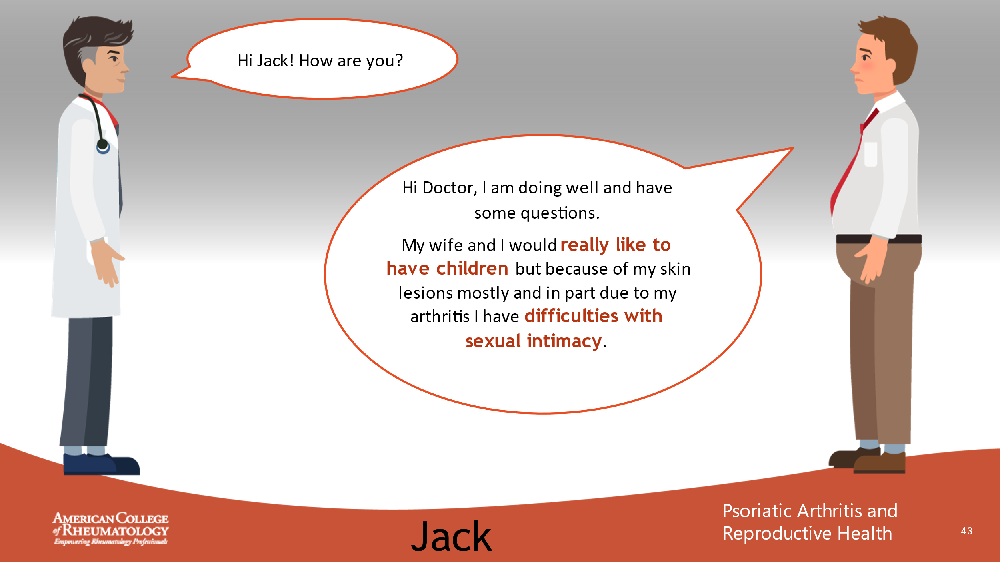 Hi Jack! How are you?
Hi Doctor, I am doing well and have
some questions.
My wife and I would really like to
have children but because of my skin
lesions mostly and in part due to my
arthritis I have difficulties with
sexual intimacy.
AMERICAN COLLEGE
of RHEUMATOLOGY
Empowering Rheumatology Professionals
Jack
Psoriatic Arthritis and
Reproductive Health
43